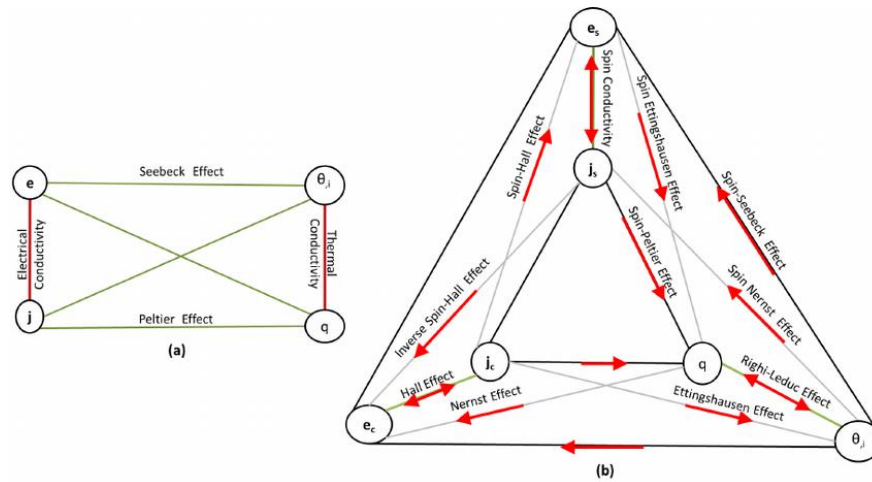 e
Seebeck Effect
θ,i
Electrical
Conductivity
Thermal
Conductivity
j
Peltier Effect
q
(a)
es
Spin Conductivity
Spin Ettingshausen Effect
Spin-Hall Effect
js
Spin-Seebeck Effect
Spin-Peltier Effect
Inverse Spin-Hall Effect
Spin Nernst Effect
jc
q
Hall Effect
Nernst Effect
Ettingshausen Effect
Righi-Leduc Effect
ec
θ,i
(b)